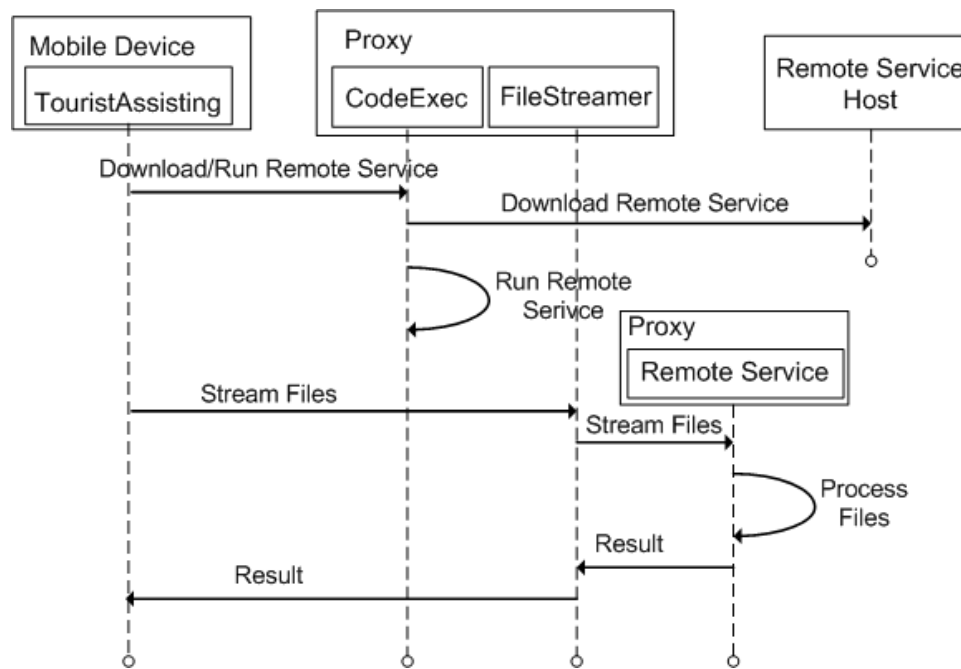 Mobile Device
TouristAssisting
Proxy
CodeExec
FileStreamer
Remote Service
Host
Download/Run Remote Service
Download Remote Service
Run Remote
Serivce
Proxy
Remote Service
Stream Files
Stream Files
Process
Files
Result
Result